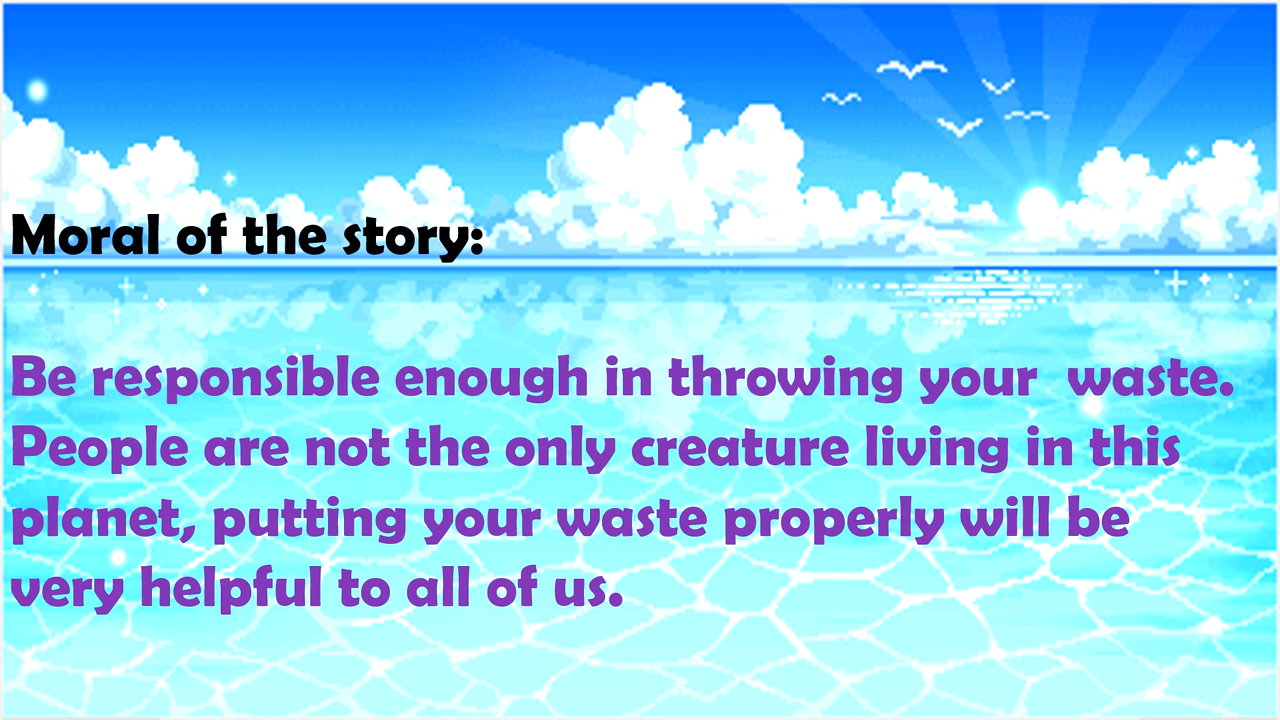 Moral of the story:
Be responsible enough in throwing your  waste.
People are not the only creature living in this
planet, putting your waste properly will be
very helpful to all of us.